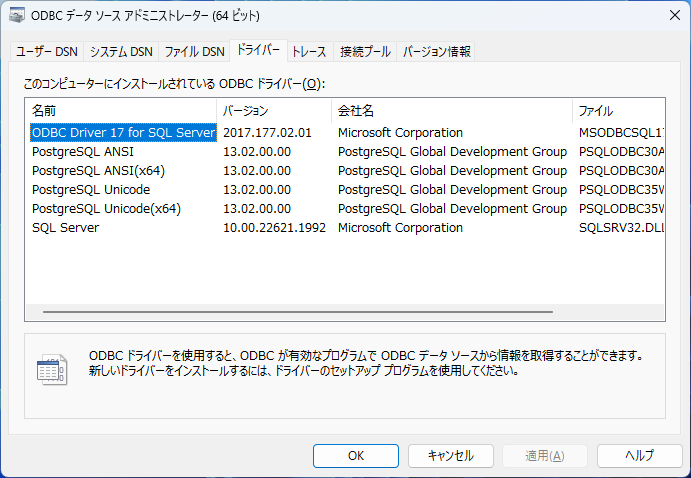 ODBC データ ソース アドミニストレーター (64 ビット)
ユーザー DSN システム DSN ファイル DSN ドライバー トレース 接続プール バージョン情報
このコンピューターにインストールされている ODBC ドライバー(O):
名前 バージョン 会社名 ファイル
ODBC Driver 17 for SQL Server 2017.177.02.01 Microsoft Corporation MSODBCSQL17
PostgreSQL ANSI 13.02.00.00 PostgreSQL Global Development Group PSQLODBC30A
PostgreSQL ANSI(x64) 13.02.00.00 PostgreSQL Global Development Group PSQLODBC30A
PostgreSQL Unicode 13.02.00.00 PostgreSQL Global Development Group PSQLODBC35W
PostgreSQL Unicode(x64) 13.02.00.00 PostgreSQL Global Development Group PSQLODBC35W
SQL Server 10.00.22621.1992 Microsoft Corporation SQLSRV32.DLL
ODBC ドライバーを使用すると、ODBC が有効なプログラムで ODBC データ ソースから情報を取得することができます。
新しいドライバーをインストールするには、ドライバーのセットアップ プログラムを使用してください。
OK キャンセル 適用(A) ヘルプ